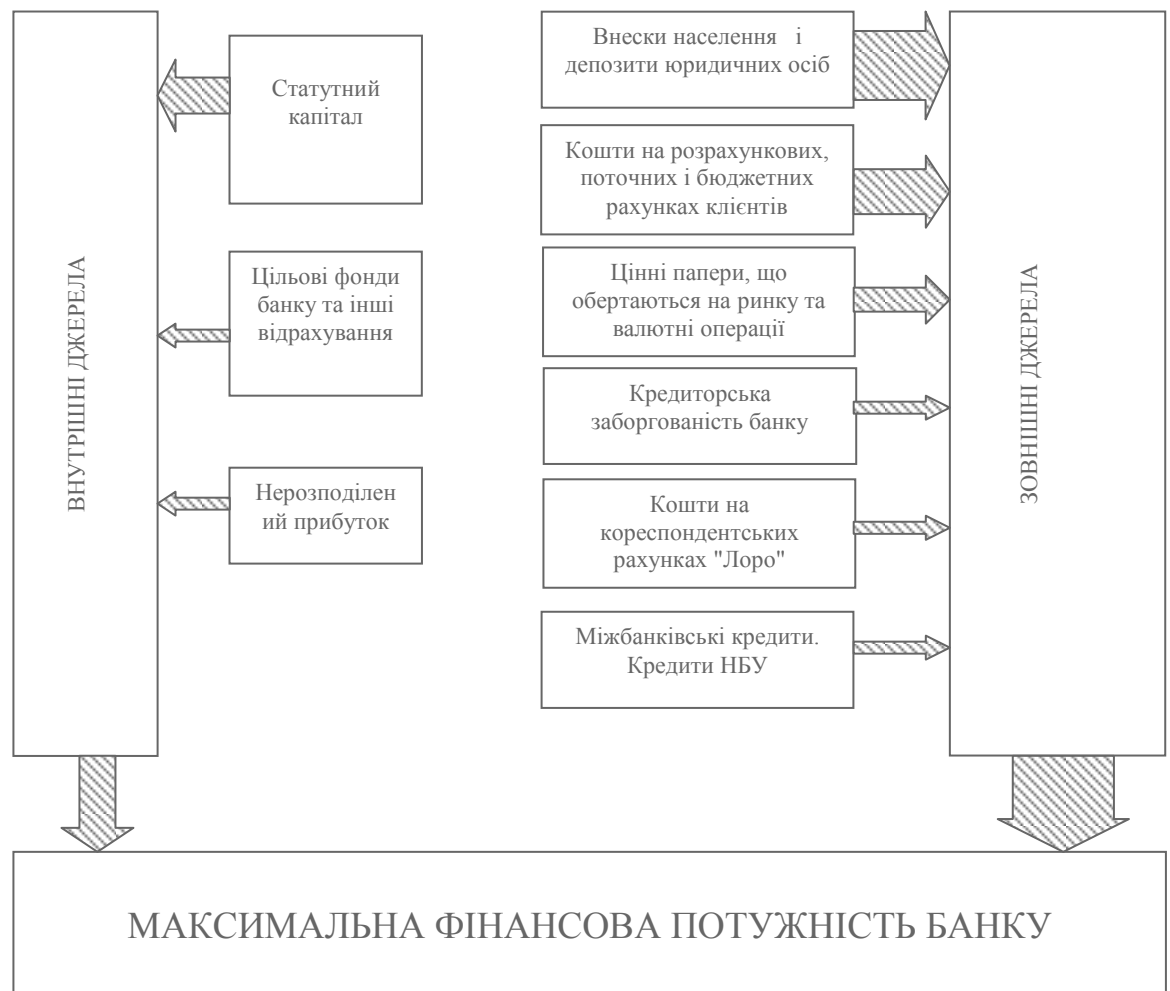 ВНУТРІШНІ ДЖЕРЕЛА
Статутний
капітал
Цільові фонди
банку та інші
відрахування
Нерозподілен
ий прибуток
Внески населення і
депозити юридичних осіб
Кошти на розрахункових,
поточних і бюджетних
рахунках клієнтів
Цінні папери, що
обертаються на ринку та
валютні операції
Кредиторська
заборгованість банку
Кошти на
кореспондентських
рахунках "Лоро"
Міжбанківські кредити.
Кредити НБУ
ЗОВНІШНІ ДЖЕРЕЛА
МАКСИМАЛЬНА ФІНАНСОВА ПОТУЖНІСТЬ БАНКУ